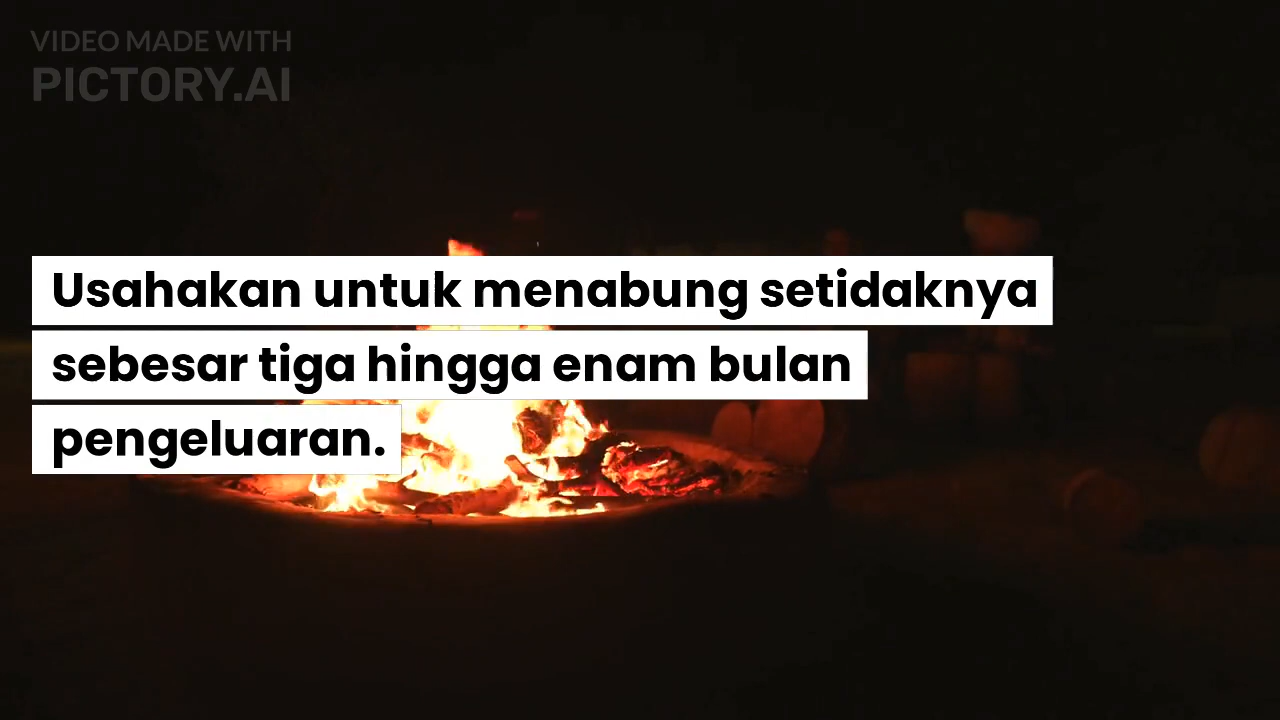 VIDEO MADE WITH
PICTORY.AI
Usahakan untuk menabung setidaknya
sebesar tiga hingga enam bulan
pengeluaran.